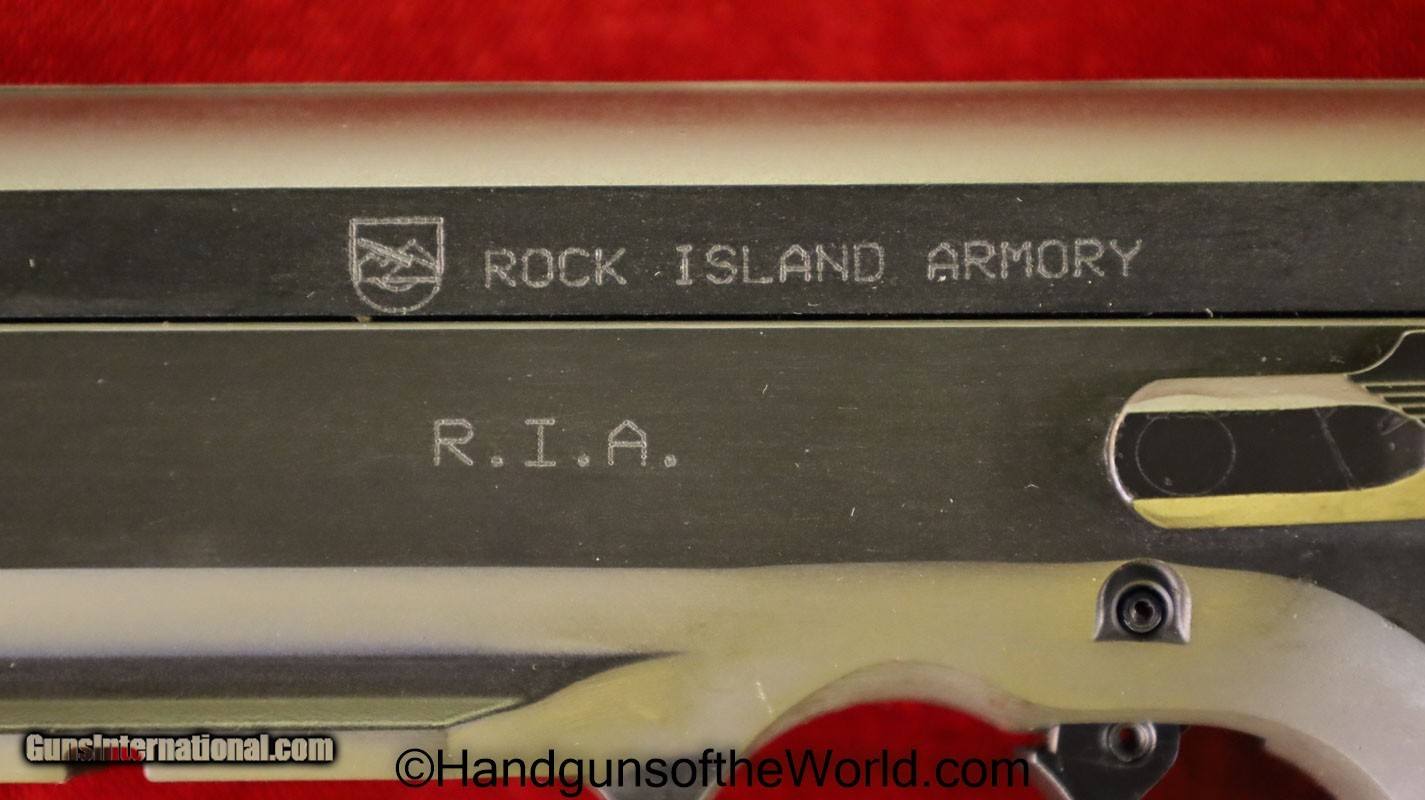 ROCK ISLAND ARMORY
R.I.A.
GunsInternational.com
©HandgunsoftheWorld.com